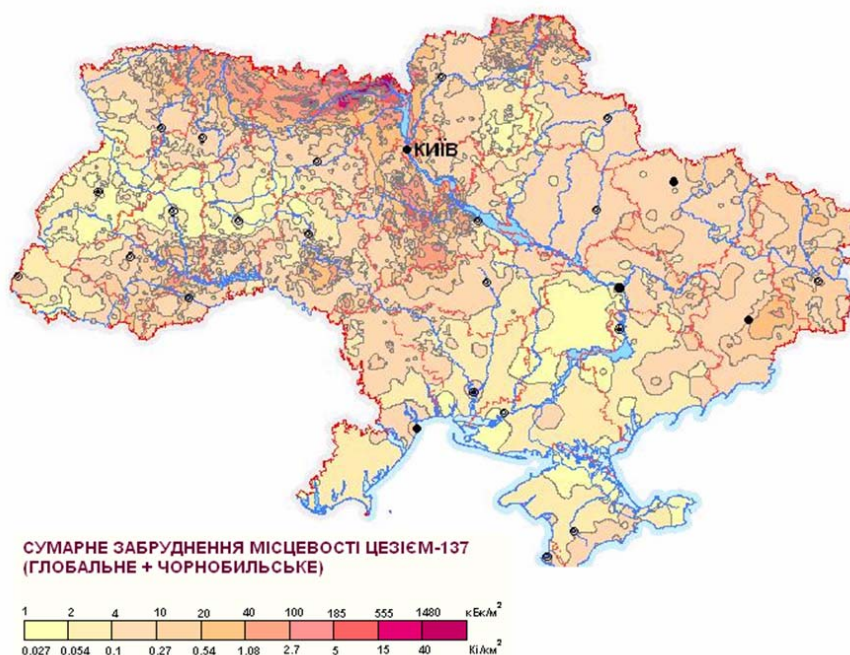 КИЇВ
СУМАРНЕ ЗАБРУДНЕННЯ МІСЦЕВОСТІ ЦЕЗІЄМ-137
(ГЛОБАЛЬНЕ + ЧОРНОБИЛЬСЬКЕ)
1 2 4 10 20 40 100 185 555 1480 кБк/м²
0.027 0.054 0.1 0.27 0.54 1.08 2.7 5 15 40 Кі/км²